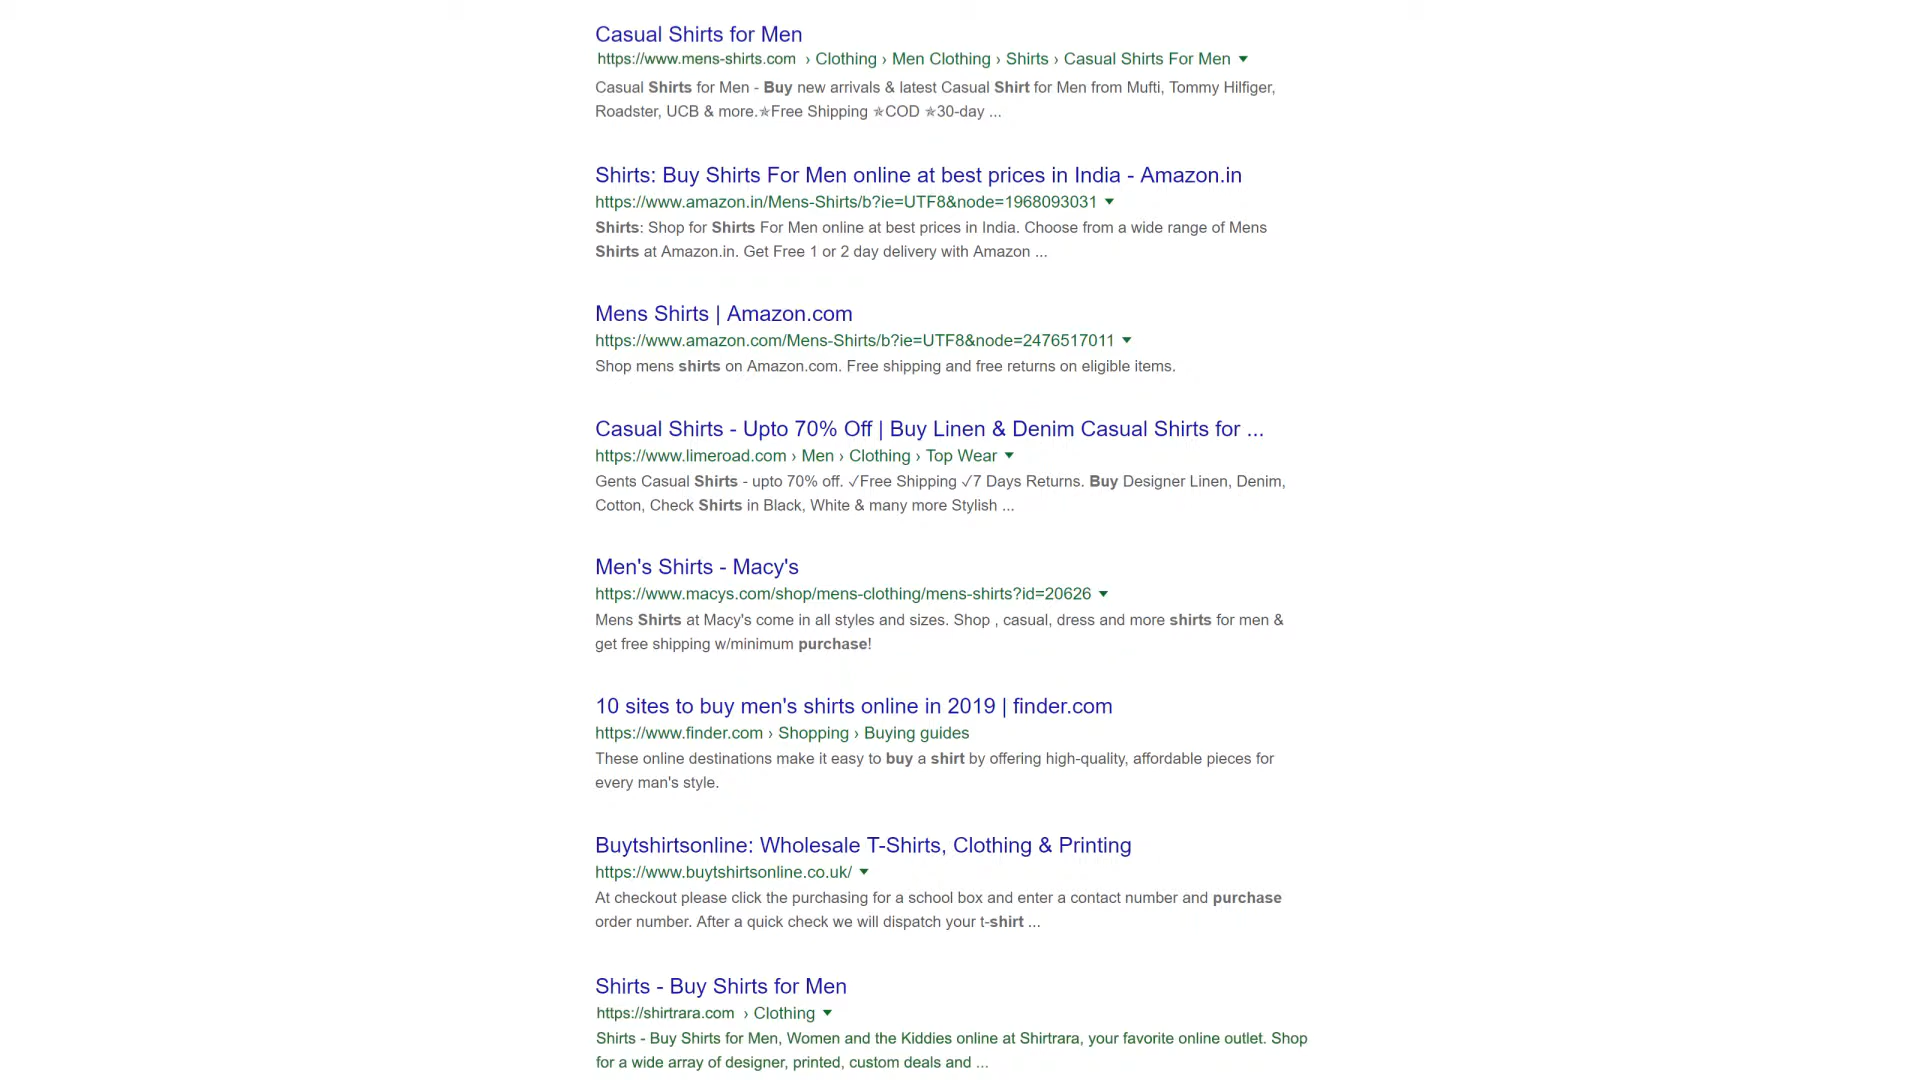 Casual Shirts for Men
https://www.mens-shirts.com › Clothing › Men Clothing › Shirts › Casual Shirts For Men ▼
Casual Shirts for Men - Buy new arrivals & latest Casual Shirt for Men from Mufti, Tommy Hilfiger,
Roadster, UCB & more.✯Free Shipping ✯COD ✯30-day ...
Shirts: Buy Shirts For Men online at best prices in India - Amazon.in
https://www.amazon.in/Mens-Shirts/b?ie=UTF8&node=1968093031 ▼
Shirts: Shop for Shirts For Men online at best prices in India. Choose from a wide range of Mens
Shirts at Amazon.in. Get Free 1 or 2 day delivery with Amazon ...
Mens Shirts | Amazon.com
https://www.amazon.com/Mens-Shirts/b?ie=UTF8&node=2476517011 ▼
Shop mens shirts on Amazon.com. Free shipping and free returns on eligible items.
Casual Shirts - Upto 70% Off | Buy Linen & Denim Casual Shirts for ...
https://www.limeroad.com › Men › Clothing › Top Wear ▼
Gents Casual Shirts - upto 70% off. ✓Free Shipping ✓7 Days Returns. Buy Designer Linen, Denim,
Cotton, Check Shirts in Black, White & many more Stylish ...
Men's Shirts - Macy's
https://www.macys.com/shop/mens-clothing/mens-shirts?id=20626 ▼
Mens Shirts at Macy's come in all styles and sizes. Shop , casual, dress and more shirts for men &
get free shipping w/minimum purchase!
10 sites to buy men's shirts online in 2019 | finder.com
https://www.finder.com › Shopping › Buying guides
These online destinations make it easy to buy a shirt by offering high-quality, affordable pieces for
every man's style.
Buytshirtsonline: Wholesale T-Shirts, Clothing & Printing
https://www.buytshirtsonline.co.uk/ ▼
At checkout please click the purchasing for a school box and enter a contact number and purchase
order number. After a quick check we will dispatch your t-shirt ...
Shirts - Buy Shirts for Men
https://shirtrara.com › Clothing ▼
Shirts - Buy Shirts for Men, Women and the Kiddies online at Shirtrara, your favorite online outlet. Shop
for a wide array of designer, printed, custom deals and ...